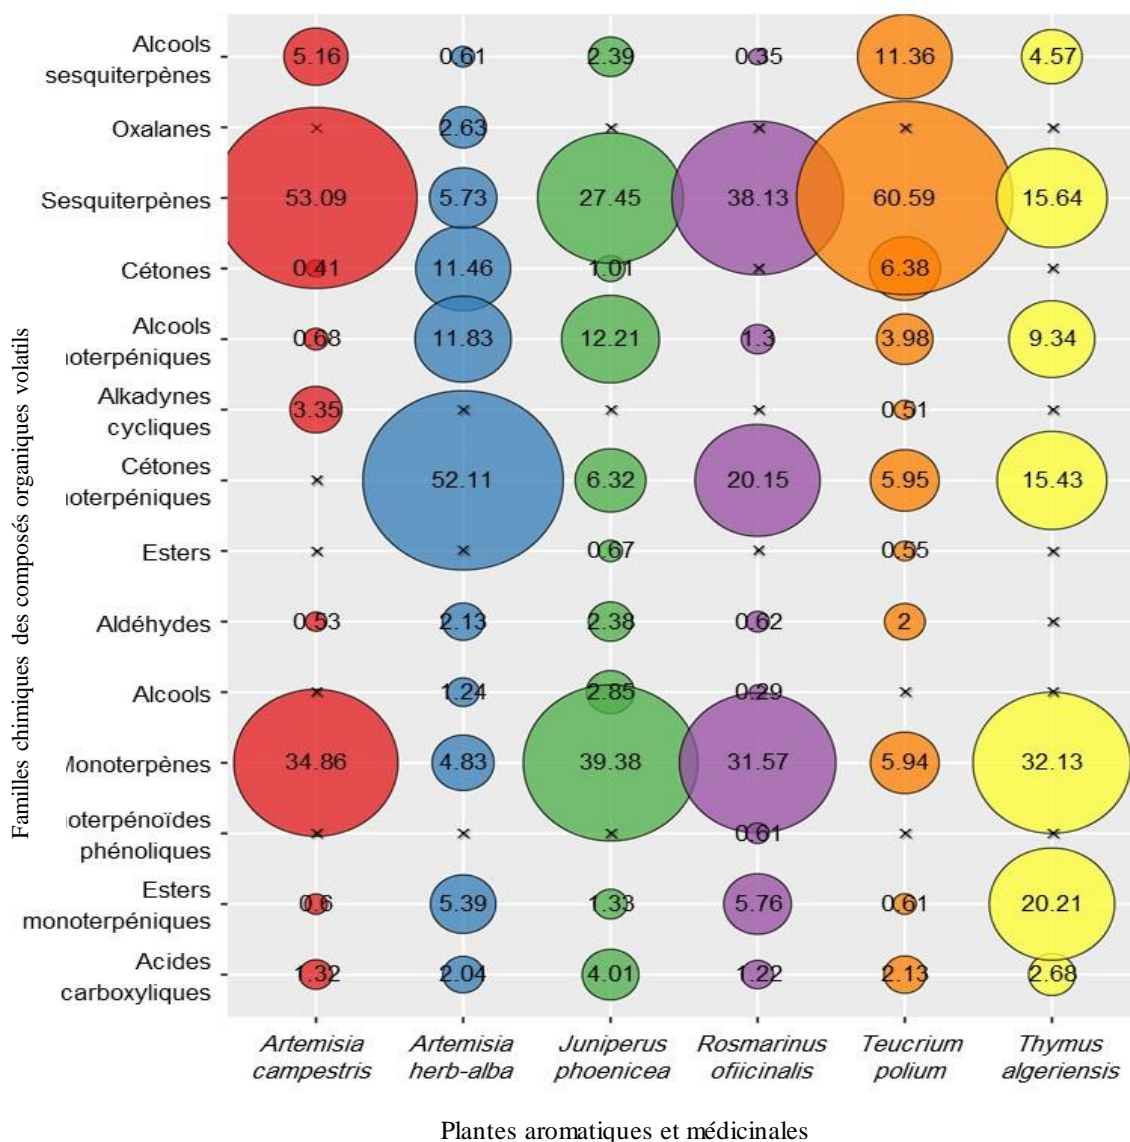 Familles chimiques des composés organiques volatils
Alcools
sesquiterpènes
5.16 0.61 2.39 0.35 11.36 4.57
Oxalanes
× 2.63 × × × ×
Sesquiterpènes
53.09 5.73 27.45 38.13 60.59 15.64
Cétones
0.41 11.46 1.01 × 6.38 ×
Alcools
noterpéniques
0.68 11.83 12.21 1.3 3.98 9.34
Alkadynes
cycliques
3.35 × × × 0.51 ×
Cétones
noterpéniques
× 52.11 6.32 20.15 5.95 15.43
Esters
× × 0.67 × 0.55 ×
Aldéhydes
0.53 2.13 2.38 0.62 2 ×
Alcools
× 1.24 2.85 0.29 × ×
Monoterpènes
34.86 4.83 39.38 31.57 5.94 32.13
noterpénoïdes
phénoliques
× × × 0.61 × ×
Esters
monoterpéniques
0.6 5.39 1.33 5.76 0.61 20.21
Acides
carboxyliques
1.32 2.04 4.01 1.22 2.13 2.68
Artemisia Artemisia Juniperus Rosmarinus Teucrium Thymus
campestris herb-alba phoenicea ofiicinalis polium algeriensis
Plantes aromatiques et médicinales